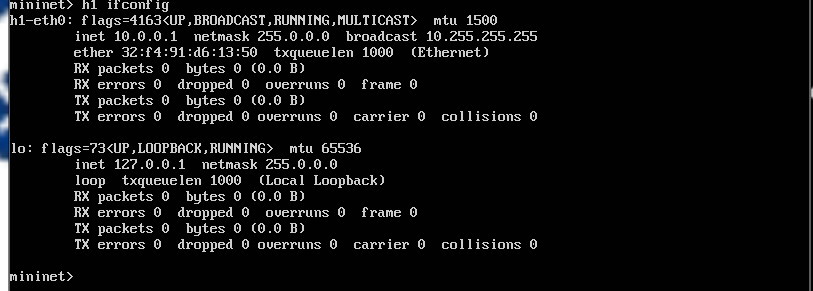 mininet> h1 ifconfig
h1-eth0: flags=4163<UP,BROADCAST,RUNNING,MULTICAST>  mtu 1500
        inet 10.0.0.1  netmask 255.0.0.0  broadcast 10.255.255.255
        ether 32:f4:91:d6:13:50  txqueuelen 1000  (Ethernet)
        RX packets 0  bytes 0 (0.0 B)
        RX errors 0  dropped 0  overruns 0  frame 0
        TX packets 0  bytes 0 (0.0 B)
        TX errors 0  dropped 0 overruns 0  carrier 0  collisions 0
lo: flags=73<UP,LOOPBACK,RUNNING>  mtu 65536
        inet 127.0.0.1  netmask 255.0.0.0
        loop  txqueuelen 1000  (Local Loopback)
        RX packets 0  bytes 0 (0.0 B)
        RX errors 0  dropped 0  overruns 0  frame 0
        TX packets 0  bytes 0 (0.0 B)
        TX errors 0  dropped 0 overruns 0  carrier 0  collisions 0
mininet>